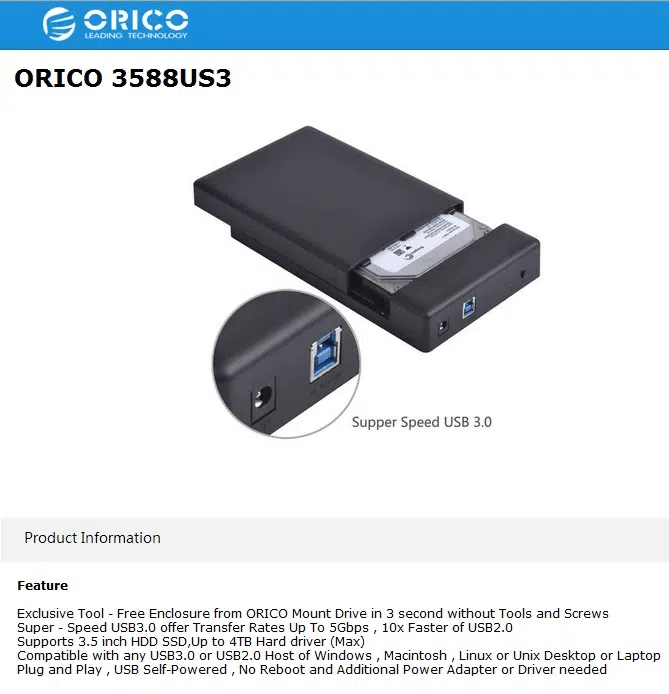 ORICO
LEADING TECHNOLOGY
ORICO 3588US3
Supper Speed USB 3.0
Product Information
Feature
Exclusive Tool - Free Enclosure from ORICO Mount Drive in 3 second without Tools and Screws
Super - Speed USB3.0 offer Transfer Rates Up To 5Gbps , 10x Faster of USB2.0
Supports 3.5 inch HDD SSD,Up to 4TB Hard driver (Max)
Compatible with any USB3.0 or USB2.0 Host of Windows , Macintosh , Linux or Unix Desktop or Laptop
Plug and Play , USB Self-Powered , No Reboot and Additional Power Adapter or Driver needed